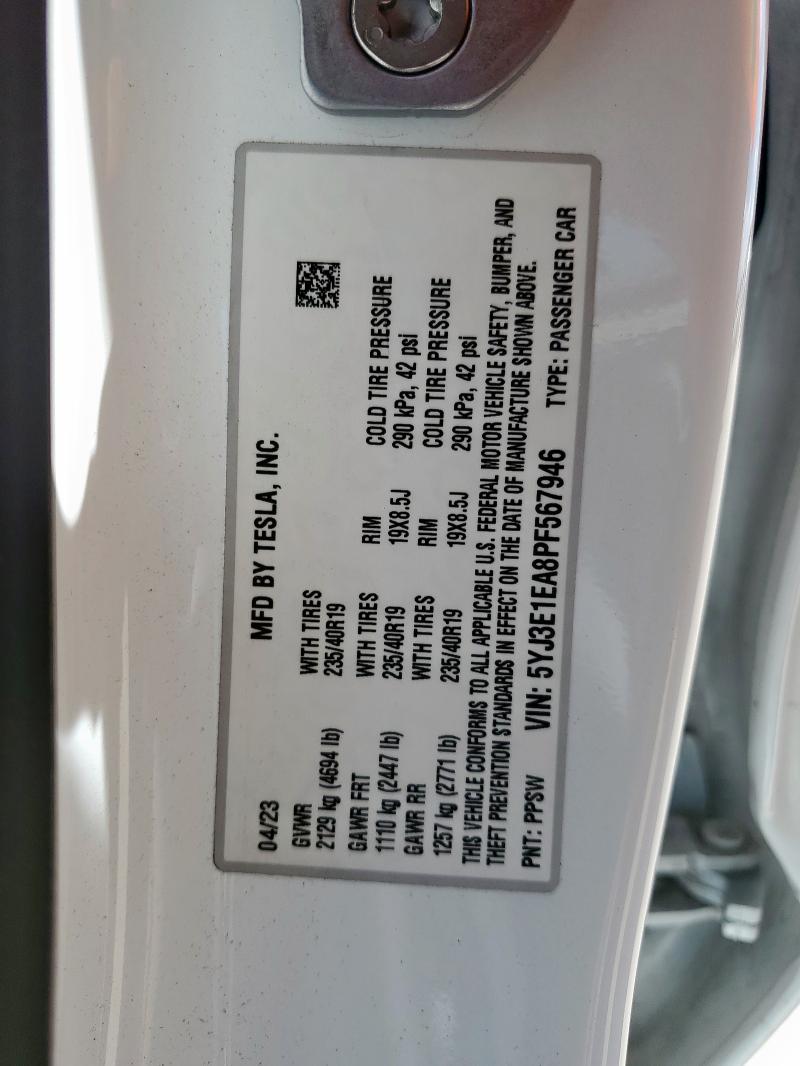 MFD BY TESLA, INC.
04/23
GVWR WITH TIRES
2129 kg (4694 lb) 235/40R19
GAWR FRT WITH TIRES RIM COLD TIRE PRESSURE
1110 kg (2447 lb) 235/40R19 19X8.5J 290 kPa, 42 psi
GAWR RR WITH TIRES RIM COLD TIRE PRESSURE
1257 kg (2771 lb) 235/40R19 19X8.5J 290 kPa, 42 psi
THIS VEHICLE CONFORMS TO ALL APPLICABLE U.S. FEDERAL MOTOR VEHICLE SAFETY, BUMPER, AND
THEFT PREVENTION STANDARDS IN EFFECT ON THE DATE OF MANUFACTURE SHOWN ABOVE.
PNT: PPSW VIN: 5YJ3E1EA8PF567946 TYPE: PASSENGER CAR